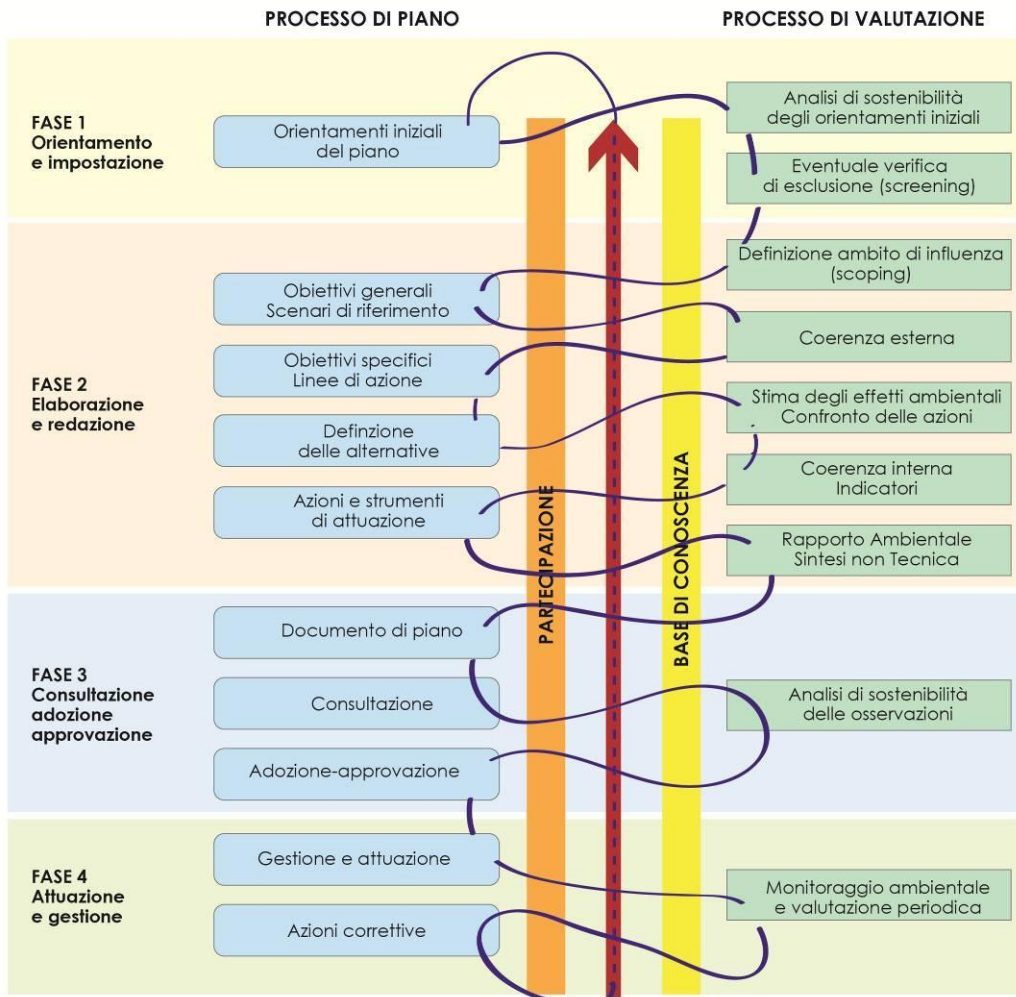 PROCESSO DI PIANO
PROCESSO DI VALUTAZIONE
FASE 1
Orientamento
e impostazione
Orientamenti iniziali
del piano
Analisi di sostenibilità
degli orientamenti iniziali
Eventuale verifica
di esclusione (screening)
FASE 2
Elaborazione
e redazione
Definizione ambito di influenza
(scoping)
Obiettivi generali
Scenari di riferimento
Coerenza esterna
Obiettivi specifici
Linee di azione
Stima degli effetti ambientali
Confronto delle azioni
Definzione
delle alternative
Coerenza interna
Indicatori
Azioni e strumenti
di attuazione
Rapporto Ambientale
Sintesi non Tecnica
PARTECIPAZIONE
BASE DI CONOSCENZA
FASE 3
Consultazione
adozione
approvazione
Documento di piano
Consultazione
Analisi di sostenibilità
delle osservazioni
Adozione-approvazione
FASE 4
Attuazione
e gestione
Gestione e attuazione
Monitoraggio ambientale
e valutazione periodica
Azioni correttive